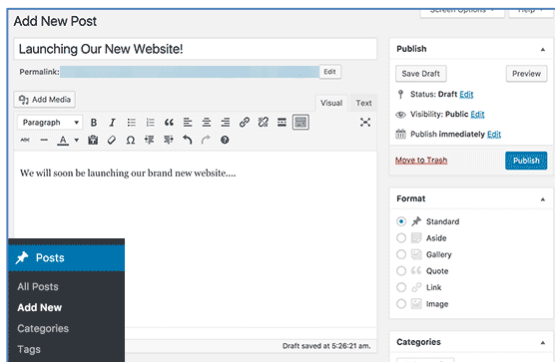 Screen Options ▾
Help ▾
Add New Post
Launching Our New Website!
Permalink:
Edit
Add Media
Visual
Text
Paragraph
B I
ABC
A
Ω
We will soon be launching our brand new website....
Draft saved at 5:26:21 am.
Posts
All Posts
Add New
Categories
Tags
Publish
Save Draft
Preview
Status: Draft Edit
Visibility: Public Edit
Publish immediately Edit
Move to Trash
Publish
Format
Standard
Aside
Gallery
Quote
Link
Image
Categories